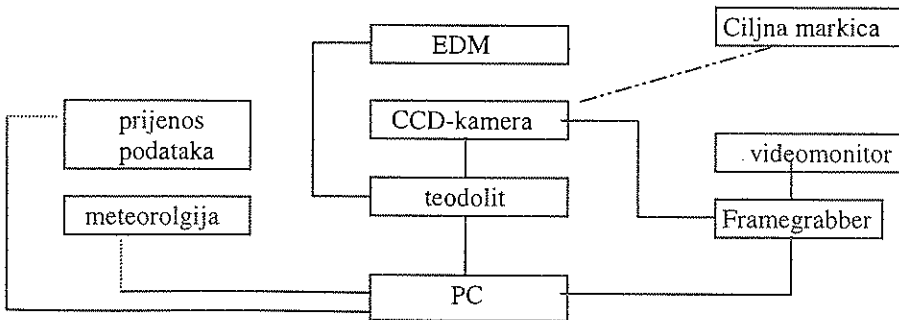 EDM
Ciljna markica
prijenos
podataka
CCD-kamera
videomonitor
meteorolgija
teodolit
Framegrabber
PC